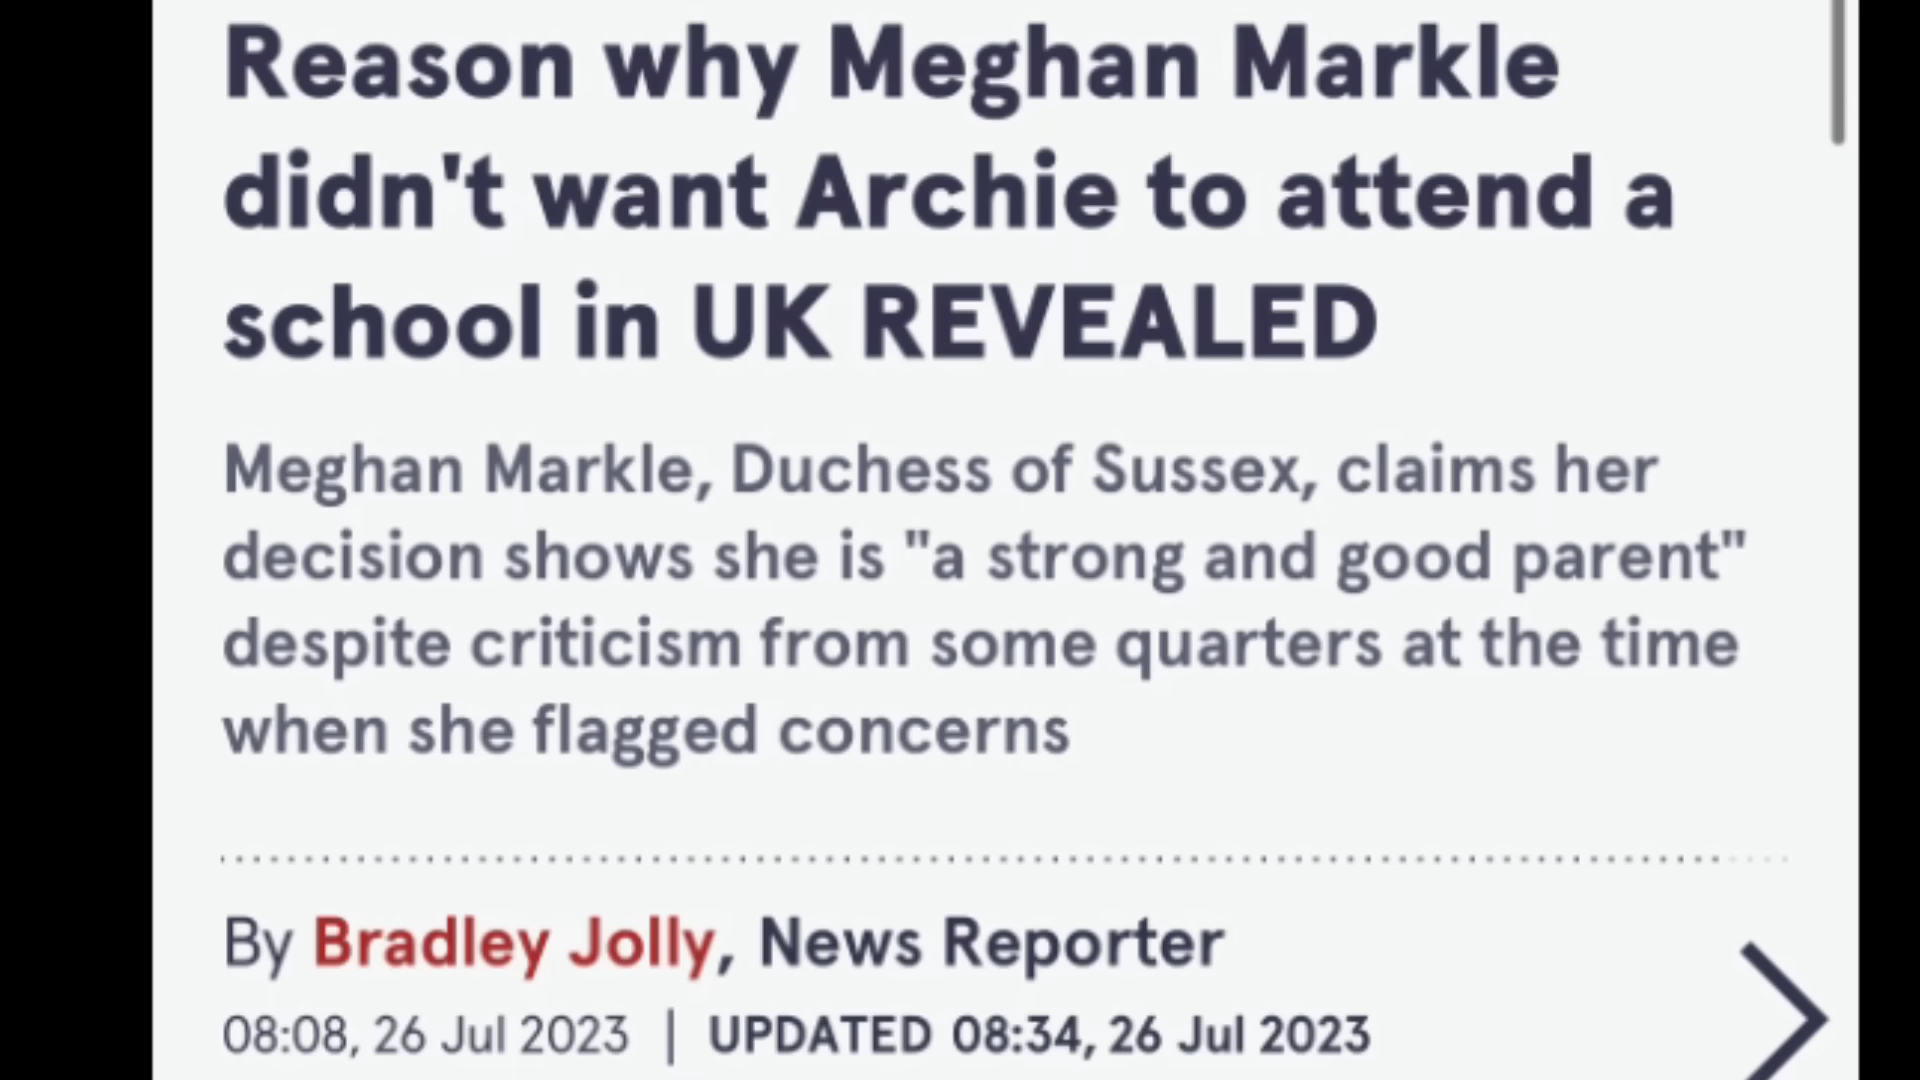 Reason why Meghan Markle
didn't want Archie to attend a
school in UK REVEALED
Meghan Markle, Duchess of Sussex, claims her
decision shows she is "a strong and good parent"
despite criticism from some quarters at the time
when she flagged concerns
By Bradley Jolly, News Reporter
08:08, 26 Jul 2023 | UPDATED 08:34, 26 Jul 2023